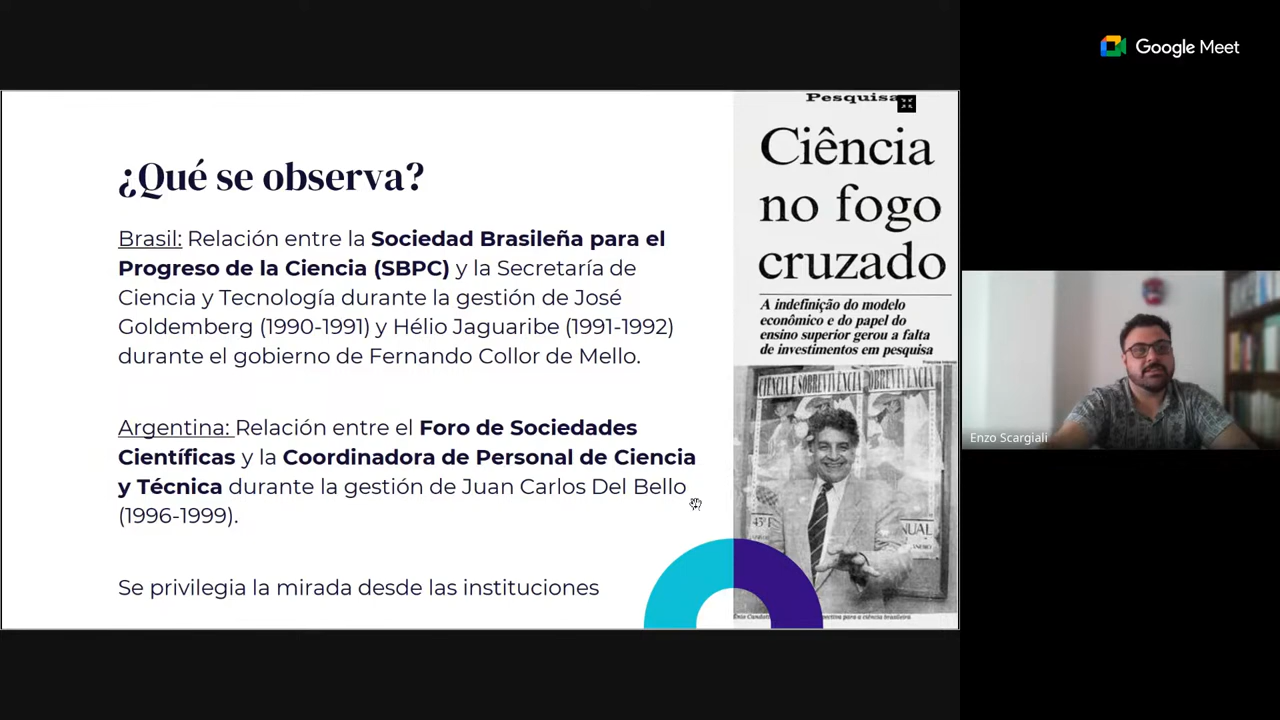 Google Meet
¿Qué se observa?
Brasil: Relación entre la Sociedad Brasileña para el
Progreso de la Ciencia (SBPC) y la Secretaría de
Ciencia y Tecnología durante la gestión de José
Goldemberg (1990-1991) y Hélio Jaguaribe (1991-1992)
durante el gobierno de Fernando Collor de Mello.
Argentina: Relación entre el Foro de Sociedades
Científicas y la Coordinadora de Personal de Ciencia
y Técnica durante la gestión de Juan Carlos Del Bello
(1996-1999).
Se privilegia la mirada desde las instituciones
Pesquisa
Ciência
no fogo
cruzado
A indefinição do modelo
econômico e do papel do
ensino superior gerou a falta
de investimentos em pesquisa
CIÊNCIA E SOBREVIVÊNCIA
para a ciência brasileira
Enzo Scargiali